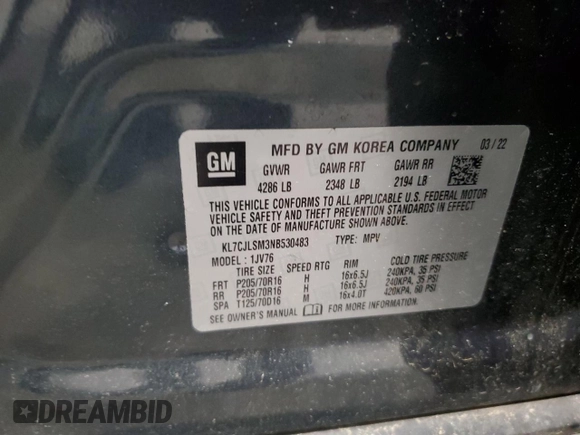 GM
MFD BY GM KOREA COMPANY 03/22
GVWR GAWR FRT GAWR RR
4286 LB 2348 LB 2194 LB
THIS VEHICLE CONFORMS TO ALL APPLICABLE U.S. FEDERAL MOTOR
VEHICLE SAFETY AND THEFT PREVENTION STANDARDS IN EFFECT
ON THE DATE OF MANUFACTURE SHOWN ABOVE.
KL7CJLSM3NB530483 TYPE: MPV
MODEL: 1JV76
TIRE SIZE SPEED RTG RIM COLD TIRE PRESSURE
FRT P205/70R16 H 16x6.5J 240KPA, 35 PSI
RR P205/70R16 H 16x6.5J 240KPA, 35 PSI
SPA T125/70D16 M 16x4.0T 420KPA, 60 PSI
SEE OWNER'S MANUAL FOR MORE INFORMATION.
DREAMBID